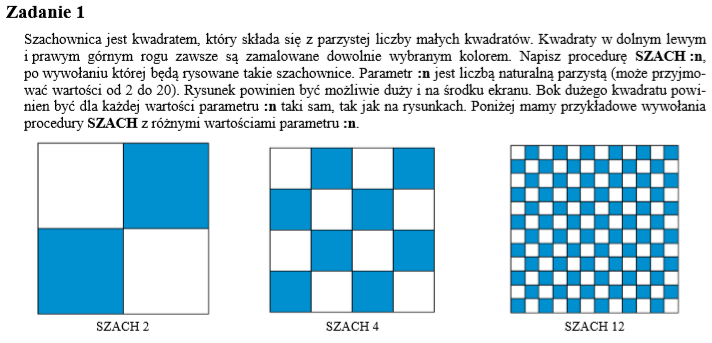 Zadanie 1
Szachownica jest kwadratem, który składa się z parzystej liczby małych kwadratów. Kwadraty w dolnym lewym
i prawym górnym rogu zawsze są zamalowane dowolnie wybranym kolorem. Napisz procedurę SZACH :n,
po wywołaniu której będą rysowane takie szachownice. Parametr :n jest liczbą naturalną parzystą (może przyjmo-
wać wartości od 2 do 20). Rysunek powinien być możliwie duży i na środku ekranu. Bok dużego kwadratu powi-
nien być dla każdej wartości parametru :n taki sam, tak jak na rysunkach. Poniżej mamy przykładowe wywołania
procedury SZACH z różnymi wartościami parametru :n.
SZACH 2
SZACH 4
SZACH 12